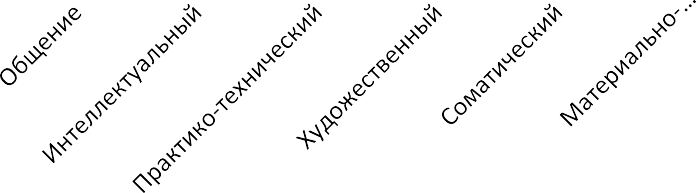 Общение
Интеллектуальный
Практико-технический
Художественный
Соматический
Материально-...